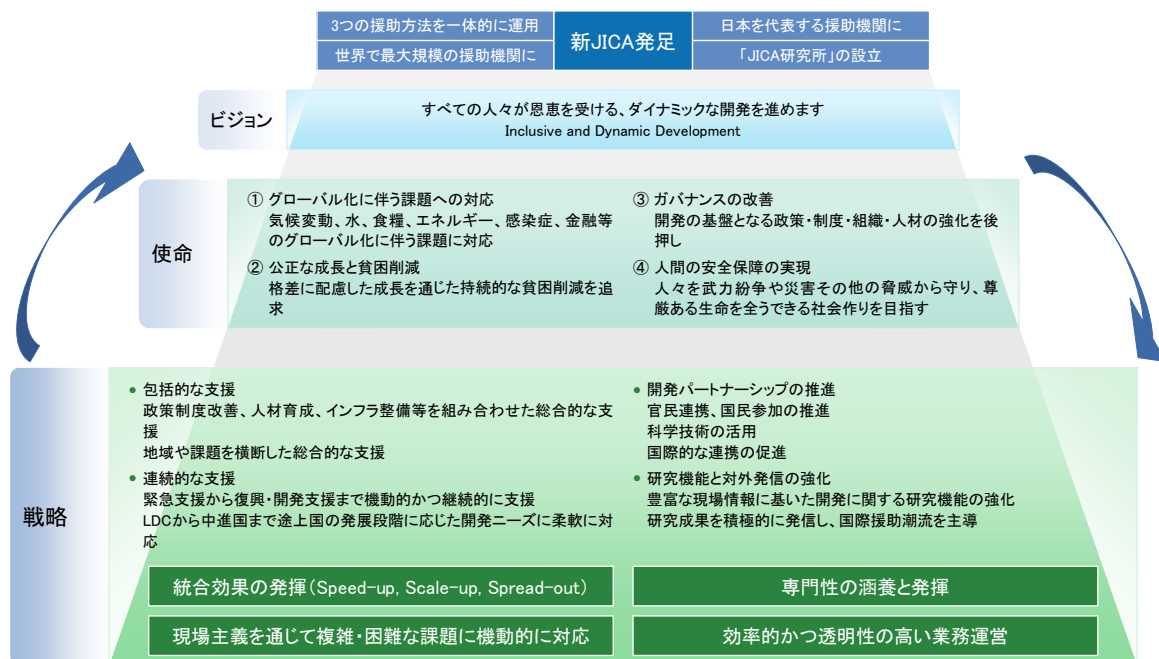 3つの援助方法を一体的に運用
世界で最大規模の援助機関に
新JICA発足
日本を代表する援助機関に
「JICA研究所」の設立
ビジョン
すべての人々が恩恵を受ける、ダイナミックな開発を進めます
Inclusive and Dynamic Development
使命
① グローバル化に伴う課題への対応
気候変動、水、食糧、エネルギー、感染症、金融等
のグローバル化に伴う課題に対応
② 公正な成長と貧困削減
格差に配慮した成長を通じた持続的な貧困削減を追
求
③ ガバナンスの改善
開発の基盤となる政策・制度・組織・人材の強化を後
押し
④ 人間の安全保障の実現
人々を武力紛争や災害その他の脅威から守り、尊
厳ある生命を全うできる社会作りを目指す
戦略
• 包括的な支援
政策制度改善、人材育成、インフラ整備等を組み合わせた総合的な支
援
地域や課題を横断した総合的な支援
• 連続的な支援
緊急支援から復興・開発支援まで機動的かつ継続的に支援
LDCから中進国まで途上国の発展段階に応じた開発ニーズに柔軟に対
応
• 開発パートナーシップの推進
官民連携、国民参加の推進
科学技術の活用
国際的な連携の促進
• 研究機能と対外発信の強化
豊富な現場情報に基いた開発に関する研究機能の強化
研究成果を積極的に発信し、国際援助潮流を主導
統合効果の発揮(Speed-up, Scale-up, Spread-out)
専門性の涵養と発揮
現場主義を通じて複雑・困難な課題に機動的に対応
効率的かつ透明性の高い業務運営